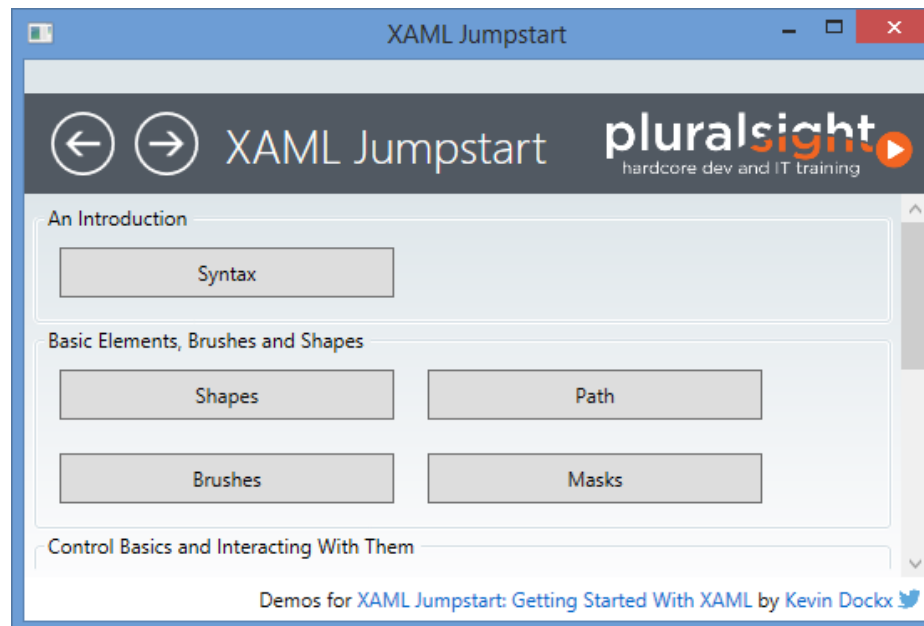 XAML Jumpstart
XAML Jumpstart
pluralsight
hardcore dev and IT training
An Introduction
Syntax
Basic Elements, Brushes and Shapes
Shapes Path
Brushes Masks
Control Basics and Interacting With Them
Demos for XAML Jumpstart: Getting Started With XAML by Kevin Dockx